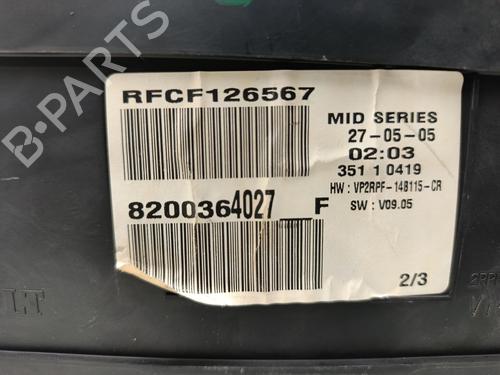 B-PARTS
RFCF126567
MID SERIES
27-05-05
02:03
351 1 0419
HW : VP2RPF-14B115-CR
SW : V09.05
8200364027__F
2/3